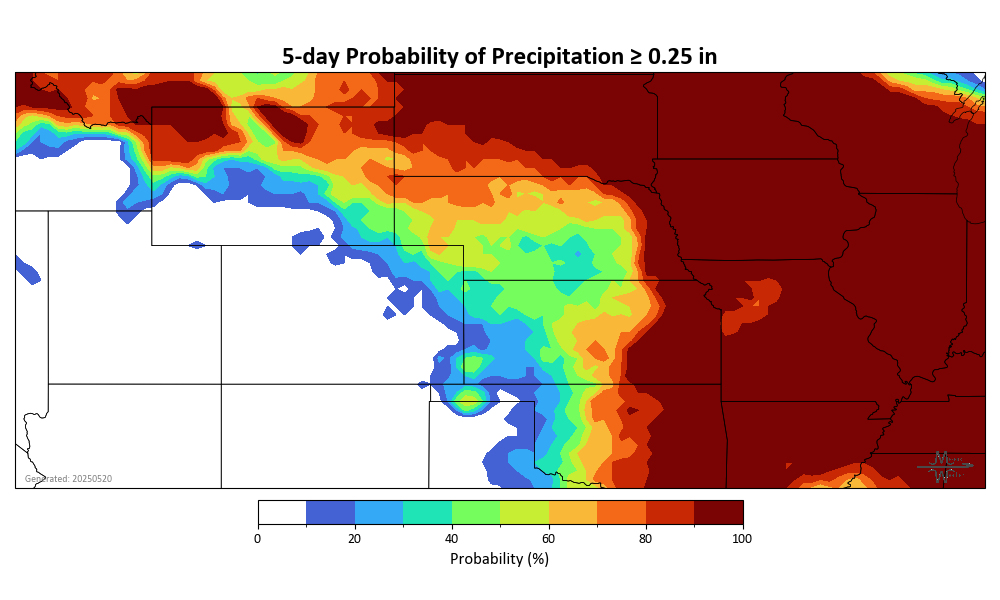 5-day Probability of Precipitation ≥ 0.25 in
Generated: 20250520
0 20 40 60 80 100
Probability (%)